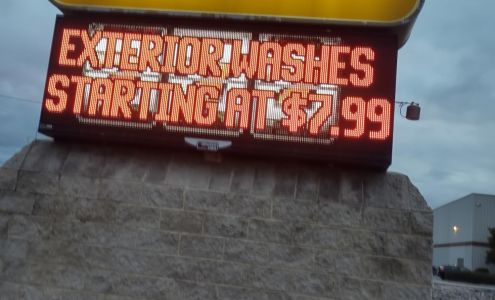 EXTERIOR WASHES
STARTING AT $7.99